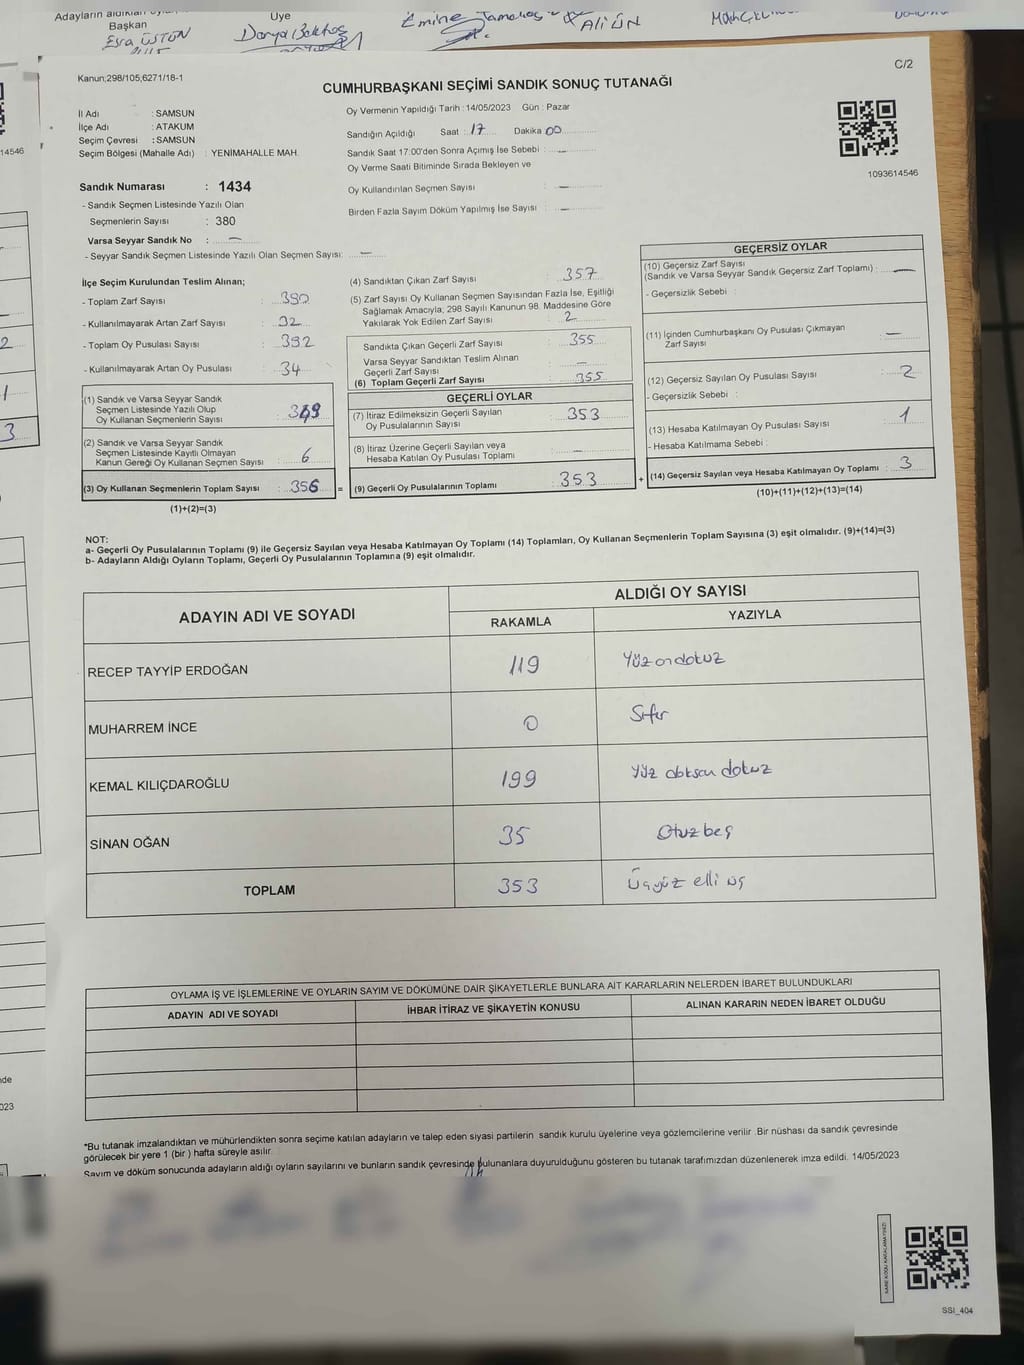 Adayların aldıkları
Başkan
Esra ÜSTÜN
Üye
Derya Bektaş
Emine
Ali ÜN
Kanun;298/105,6271/18-1
C/2
CUMHURBAŞKANI SEÇİMİ SANDIK SONUÇ TUTANAĞI
İl Adı : SAMSUN
İlçe Adı : ATAKUM
Seçim Çevresi : SAMSUN
Seçim Bölgesi (Mahalle Adı) : YENİMAHALLE MAH.
Oy Vermenin Yapıldığı Tarih : 14/05/2023 Gün : Pazar
Sandığın Açıldığı Saat : 17 Dakika 00
Sandık Saat 17:00'den Sonra Açımış İse Sebebi : —
Oy Verme Saati Bitiminde Sırada Bekleyen ve
Oy Kullandırılan Seçmen Sayısı : —
Birden Fazla Sayım Döküm Yapılmış İse Sayısı : —
1093614546
14546
Sandık Numarası : 1434
- Sandık Seçmen Listesinde Yazılı Olan
Seçmenlerin Sayısı : 380
Varsa Seyyar Sandık No : —
- Seyyar Sandık Seçmen Listesinde Yazılı Olan Seçmen Sayısı: —
İlçe Seçim Kurulundan Teslim Alınan;
- Toplam Zarf Sayısı : 390
- Kullanılmayarak Artan Zarf Sayısı : 32
- Toplam Oy Pusulası Sayısı : 392
- Kullanılmayarak Artan Oy Pusulası : 34
(1) Sandık ve Varsa Seyyar Sandık
Seçmen Listesinde Yazılı Olup
Oy Kullanan Seçmenlerin Sayısı
(2) Sandık ve Varsa Seyyar Sandık
Seçmen Listesinde Kayıtlı Olmayan
Kanun Gereği Oy Kullanan Seçmen Sayısı : 6
(3) Oy Kullanan Seçmenlerin Toplam Sayısı : 356 =
(1)+(2)=(3)
(4) Sandıktan Çıkan Zarf Sayısı : 357
(5) Zarf Sayısı Oy Kullanan Seçmen Sayısından Fazla İse, Eşitliği
Sağlamak Amacıyla; 298 Sayılı Kanunun 98. Maddesine Göre
Yakılarak Yok Edilen Zarf Sayısı : 2
Sandıkta Çıkan Geçerli Zarf Sayısı : 355
Varsa Seyyar Sandıktan Teslim Alınan
Geçerli Zarf Sayısı : —
(6) Toplam Geçerli Zarf Sayısı : 355
GEÇERLİ OYLAR
(7) İtiraz Edilmeksizin Geçerli Sayılan
Oy Pusulalarının Sayısı : 353
(8) İtiraz Üzerine Geçerli Sayılan veya
Hesaba Katılan Oy Pusulası Toplamı : —
(9) Geçerli Oy Pusulalarının Toplamı : 353 +
GEÇERSİZ OYLAR
(10) Geçersiz Zarf Sayısı
(Sandık ve Varsa Seyyar Sandık Geçersiz Zarf Toplamı) : —
- Geçersizlik Sebebi :
(11) İçinden Cumhurbaşkanı Oy Pusulası Çıkmayan
Zarf Sayısı : —
(12) Geçersiz Sayılan Oy Pusulası Sayısı : 2
- Geçersizlik Sebebi :
(13) Hesaba Katılmayan Oy Pusulası Sayısı : 1
- Hesaba Katılmama Sebebi :
(14) Geçersiz Sayılan veya Hesaba Katılmayan Oy Toplamı : 3
(10)+(11)+(12)+(13)=(14)
NOT:
a- Geçerli Oy Pusulalarının Toplamı (9) ile Geçersiz Sayılan veya Hesaba Katılmayan Oy Toplamı (14) Toplamları, Oy Kullanan Seçmenlerin Toplam Sayısına (3) eşit olmalıdır. (9)+(14)=(3)
b- Adayların Aldığı Oyların Toplamı, Geçerli Oy Pusulalarının Toplamına (9) eşit olmalıdır.
ADAYIN ADI VE SOYADI
ALDIĞI OY SAYISI
RAKAMLA YAZIYLA
RECEP TAYYİP ERDOĞAN 119 Yüz ondokuz
MUHARREM İNCE 0 Sıfır
KEMAL KILIÇDAROĞLU 199 Yüz doksan dokuz
SİNAN OĞAN 35 Otuz beş
TOPLAM 353 Üçyüz elli üç
OYLAMA İŞ VE İŞLEMLERİNE VE OYLARIN SAYIM VE DÖKÜMÜNE DAİR ŞİKAYETLERLE BUNLARA AİT KARARLARIN NELERDEN İBARET BULUNDUKLARI
ADAYIN ADI VE SOYADI İHBAR İTİRAZ VE ŞİKAYETİN KONUSU ALINAN KARARIN NEDEN İBARET OLDUĞU
*Bu tutanak imzalandıktan ve mühürlendikten sonra seçime katılan adayların ve talep eden siyasi partilerin sandık kurulu üyelerine veya gözlemcilerine verilir. Bir nüshası da sandık çevresinde
görülecek bir yere 1 (bir ) hafta süreyle asılır.
Sayım ve döküm sonucunda adayların aldığı oyların sayılarını ve bunların sandık çevresinde bulunanlara duyurulduğunu gösteren bu tutanak tarafımızdan düzenlenerek imza edildi. 14/05/2023
SSI_404